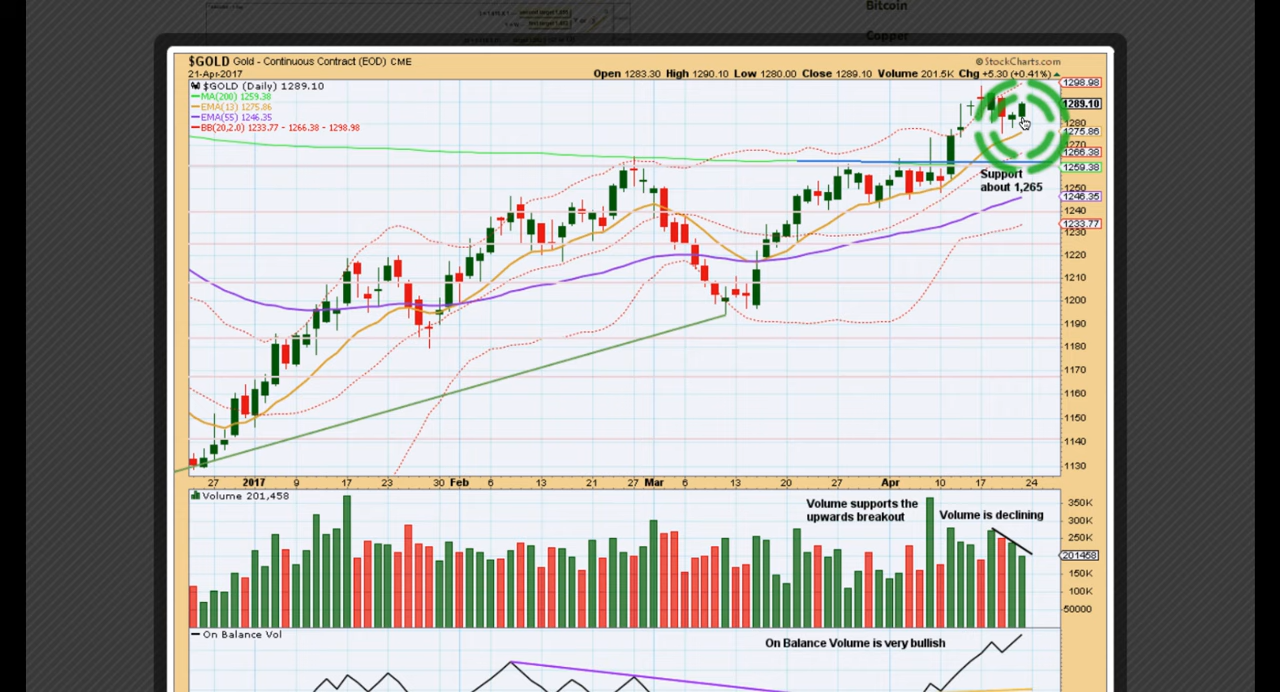 Bitcoin
Copper
$GOLD Gold - Continuous Contract (EOD) CME
© StockCharts.com
21-Apr-2017
Open 1283.30 High 1290.10 Low 1280.00 Close 1289.10 Volume 201.5K Chg +5.30 (+0.41%)
$GOLD (Daily) 1289.10
MA(200) 1259.38
EMA(13) 1275.86
EMA(55) 1246.35
BB(20,2.0) 1233.77 - 1266.38 - 1298.98
1298.98
1289.10
1280
1275.86
1270
1266.38
1259.38
1250
1246.35
1240
1233.77
1230
1220
1210
1200
1190
1180
1170
1160
1150
1140
1130
Support
about 1,265
27 2017 9 17 23 30 Feb 6 13 21 27 Mar 6 13 20 27 Apr 10 17 24
Volume 201,458
Volume supports the
upwards breakout
Volume is declining
350K
300K
250K
201458
150K
100K
50000
On Balance Vol
On Balance Volume is very bullish